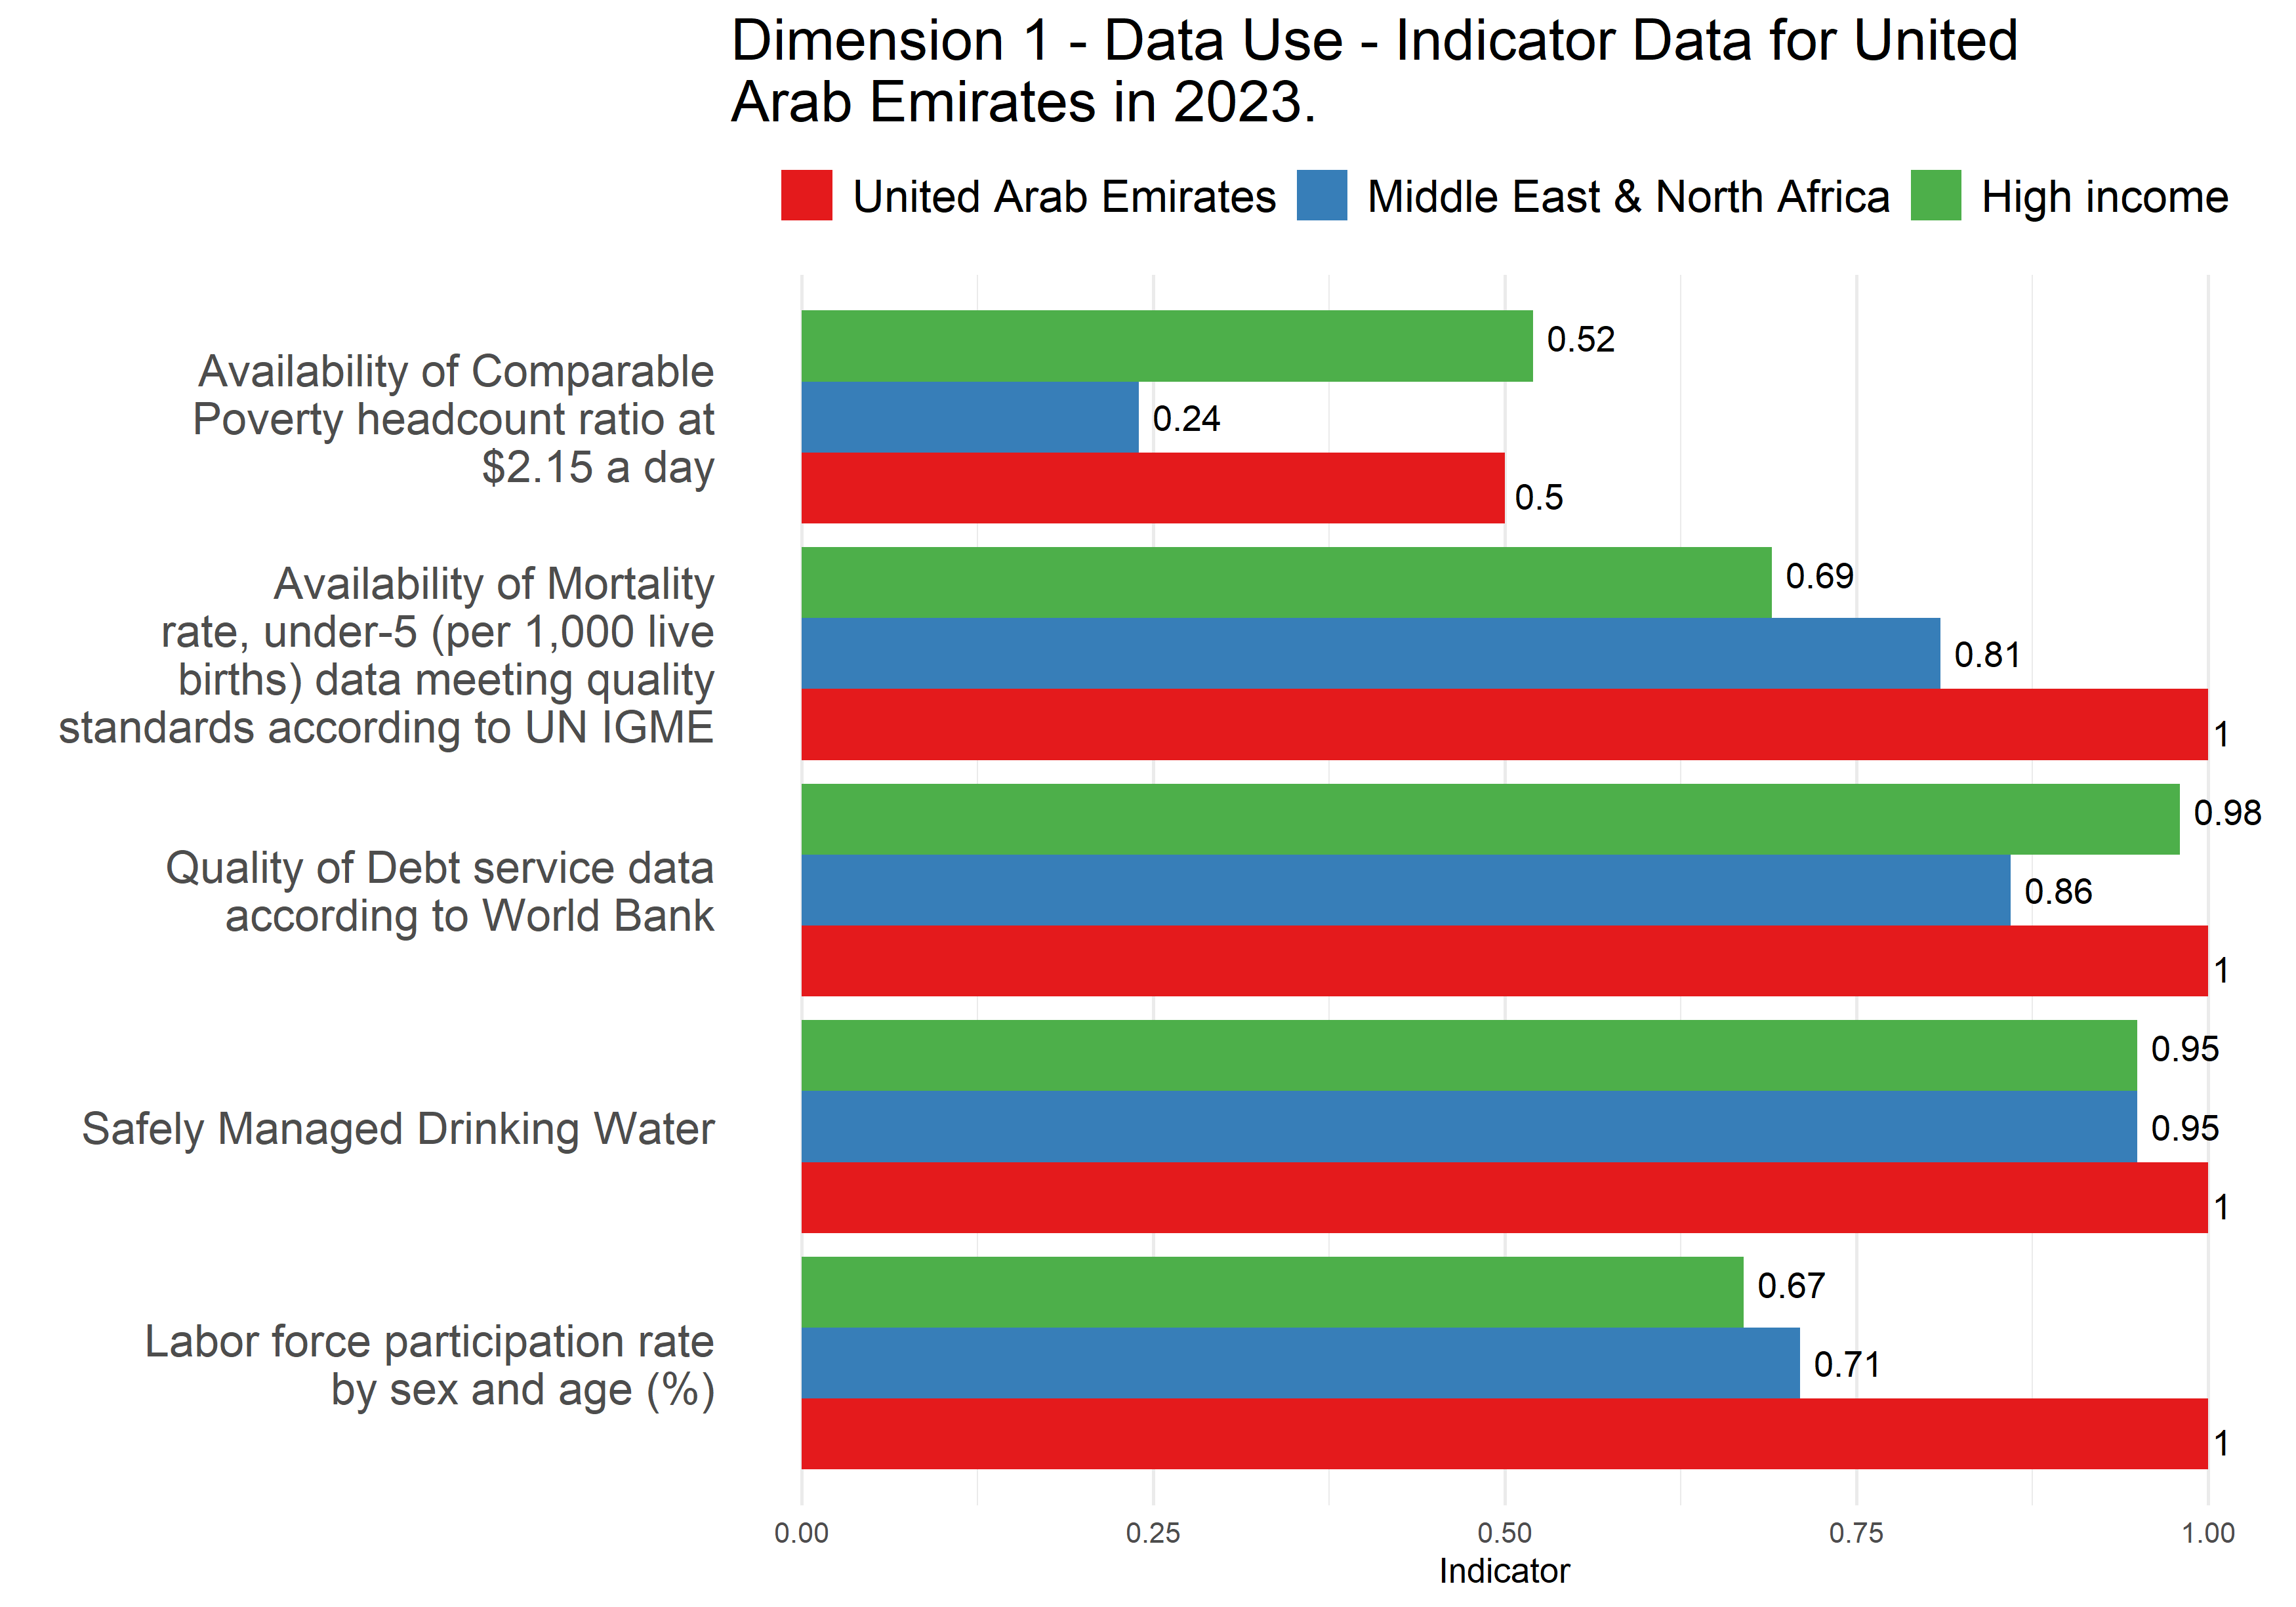 Dimension 1 - Data Use - Indicator Data for United
Arab Emirates in 2023.
United Arab Emirates
Middle East & North Africa
High income
Availability of Comparable
Poverty headcount ratio at
$2.15 a day
0.52
0.24
0.5
Availability of Mortality
rate, under-5 (per 1,000 live
births) data meeting quality
standards according to UN IGME
0.69
0.81
1
Quality of Debt service data
according to World Bank
0.98
0.86
1
Safely Managed Drinking Water
0.95
0.95
1
Labor force participation rate
by sex and age (%)
0.67
0.71
1
0.00
0.25
0.50
0.75
1.00
Indicator